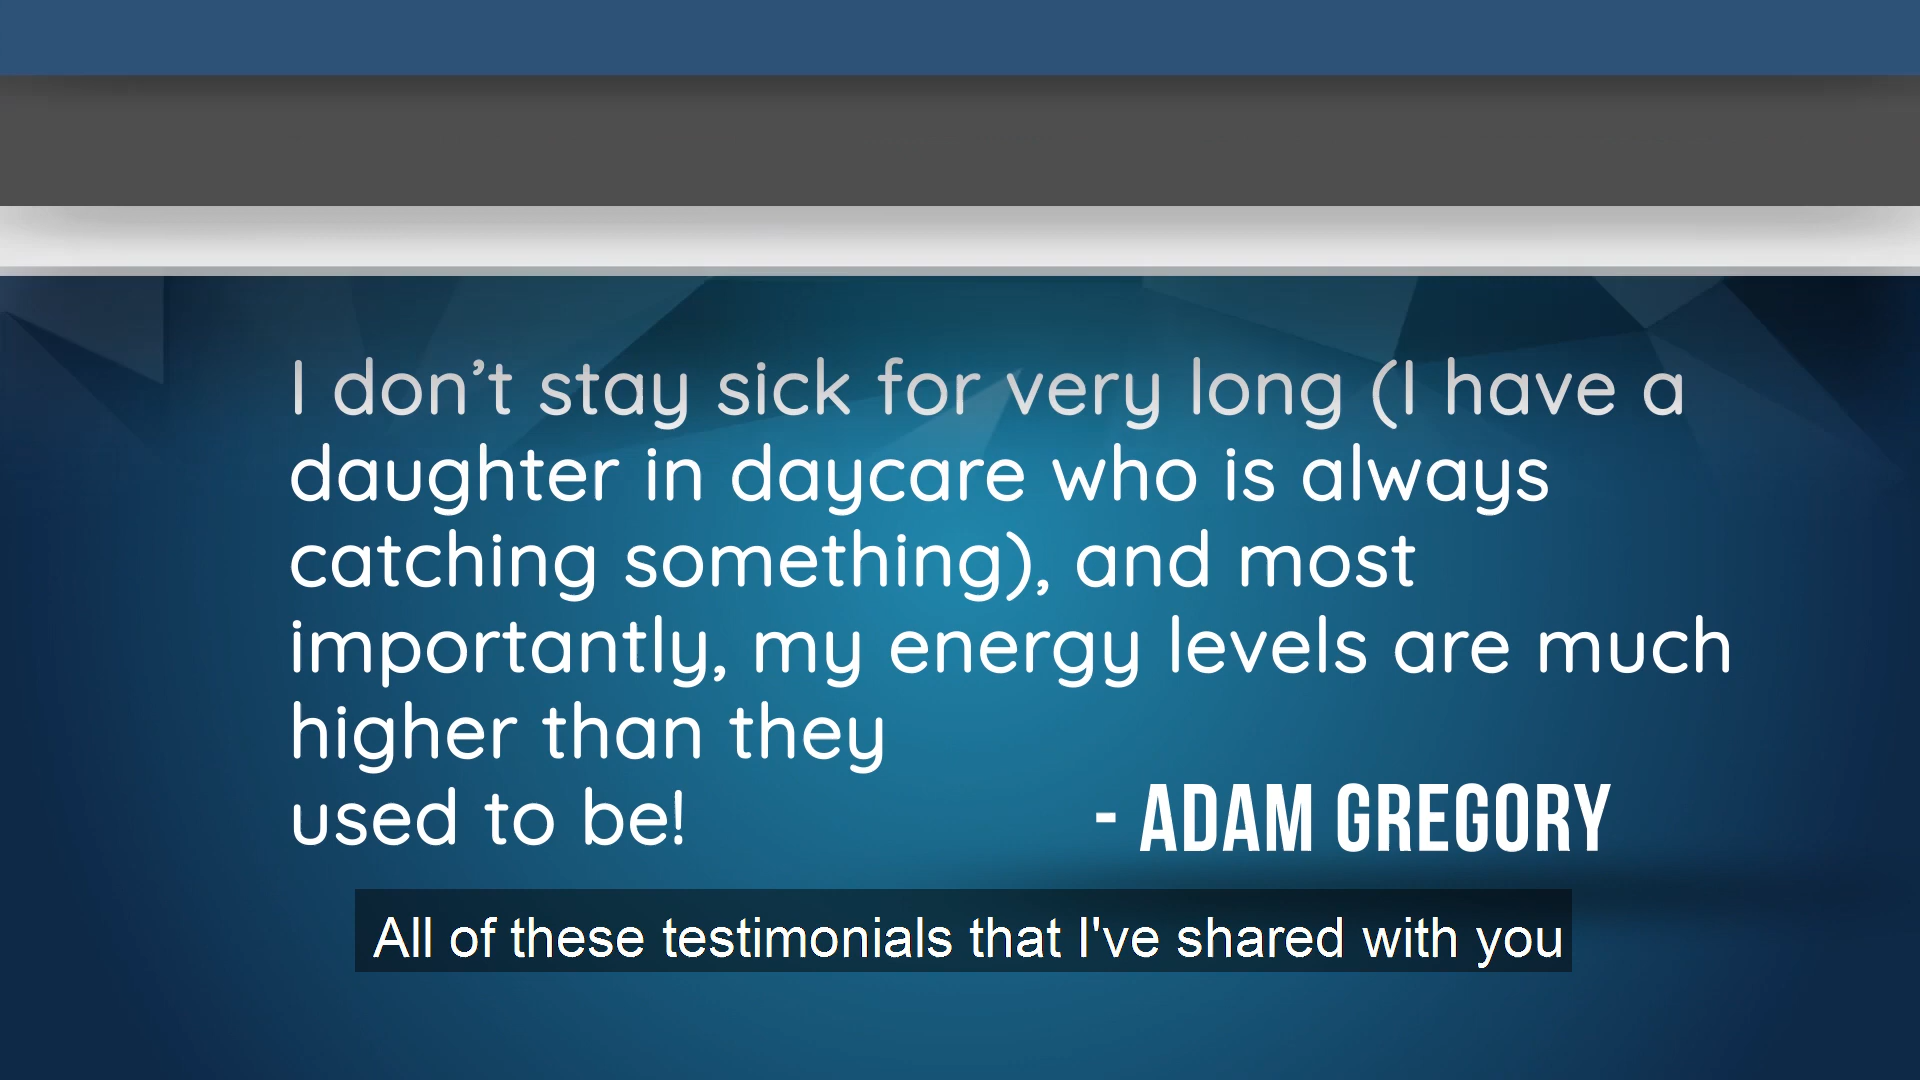 I don’t stay sick for very long (I have a
daughter in daycare who is always
catching something), and most
importantly, my energy levels are much
higher than they
used to be!
- ADAM GREGORY
All of these testimonials that I've shared with you